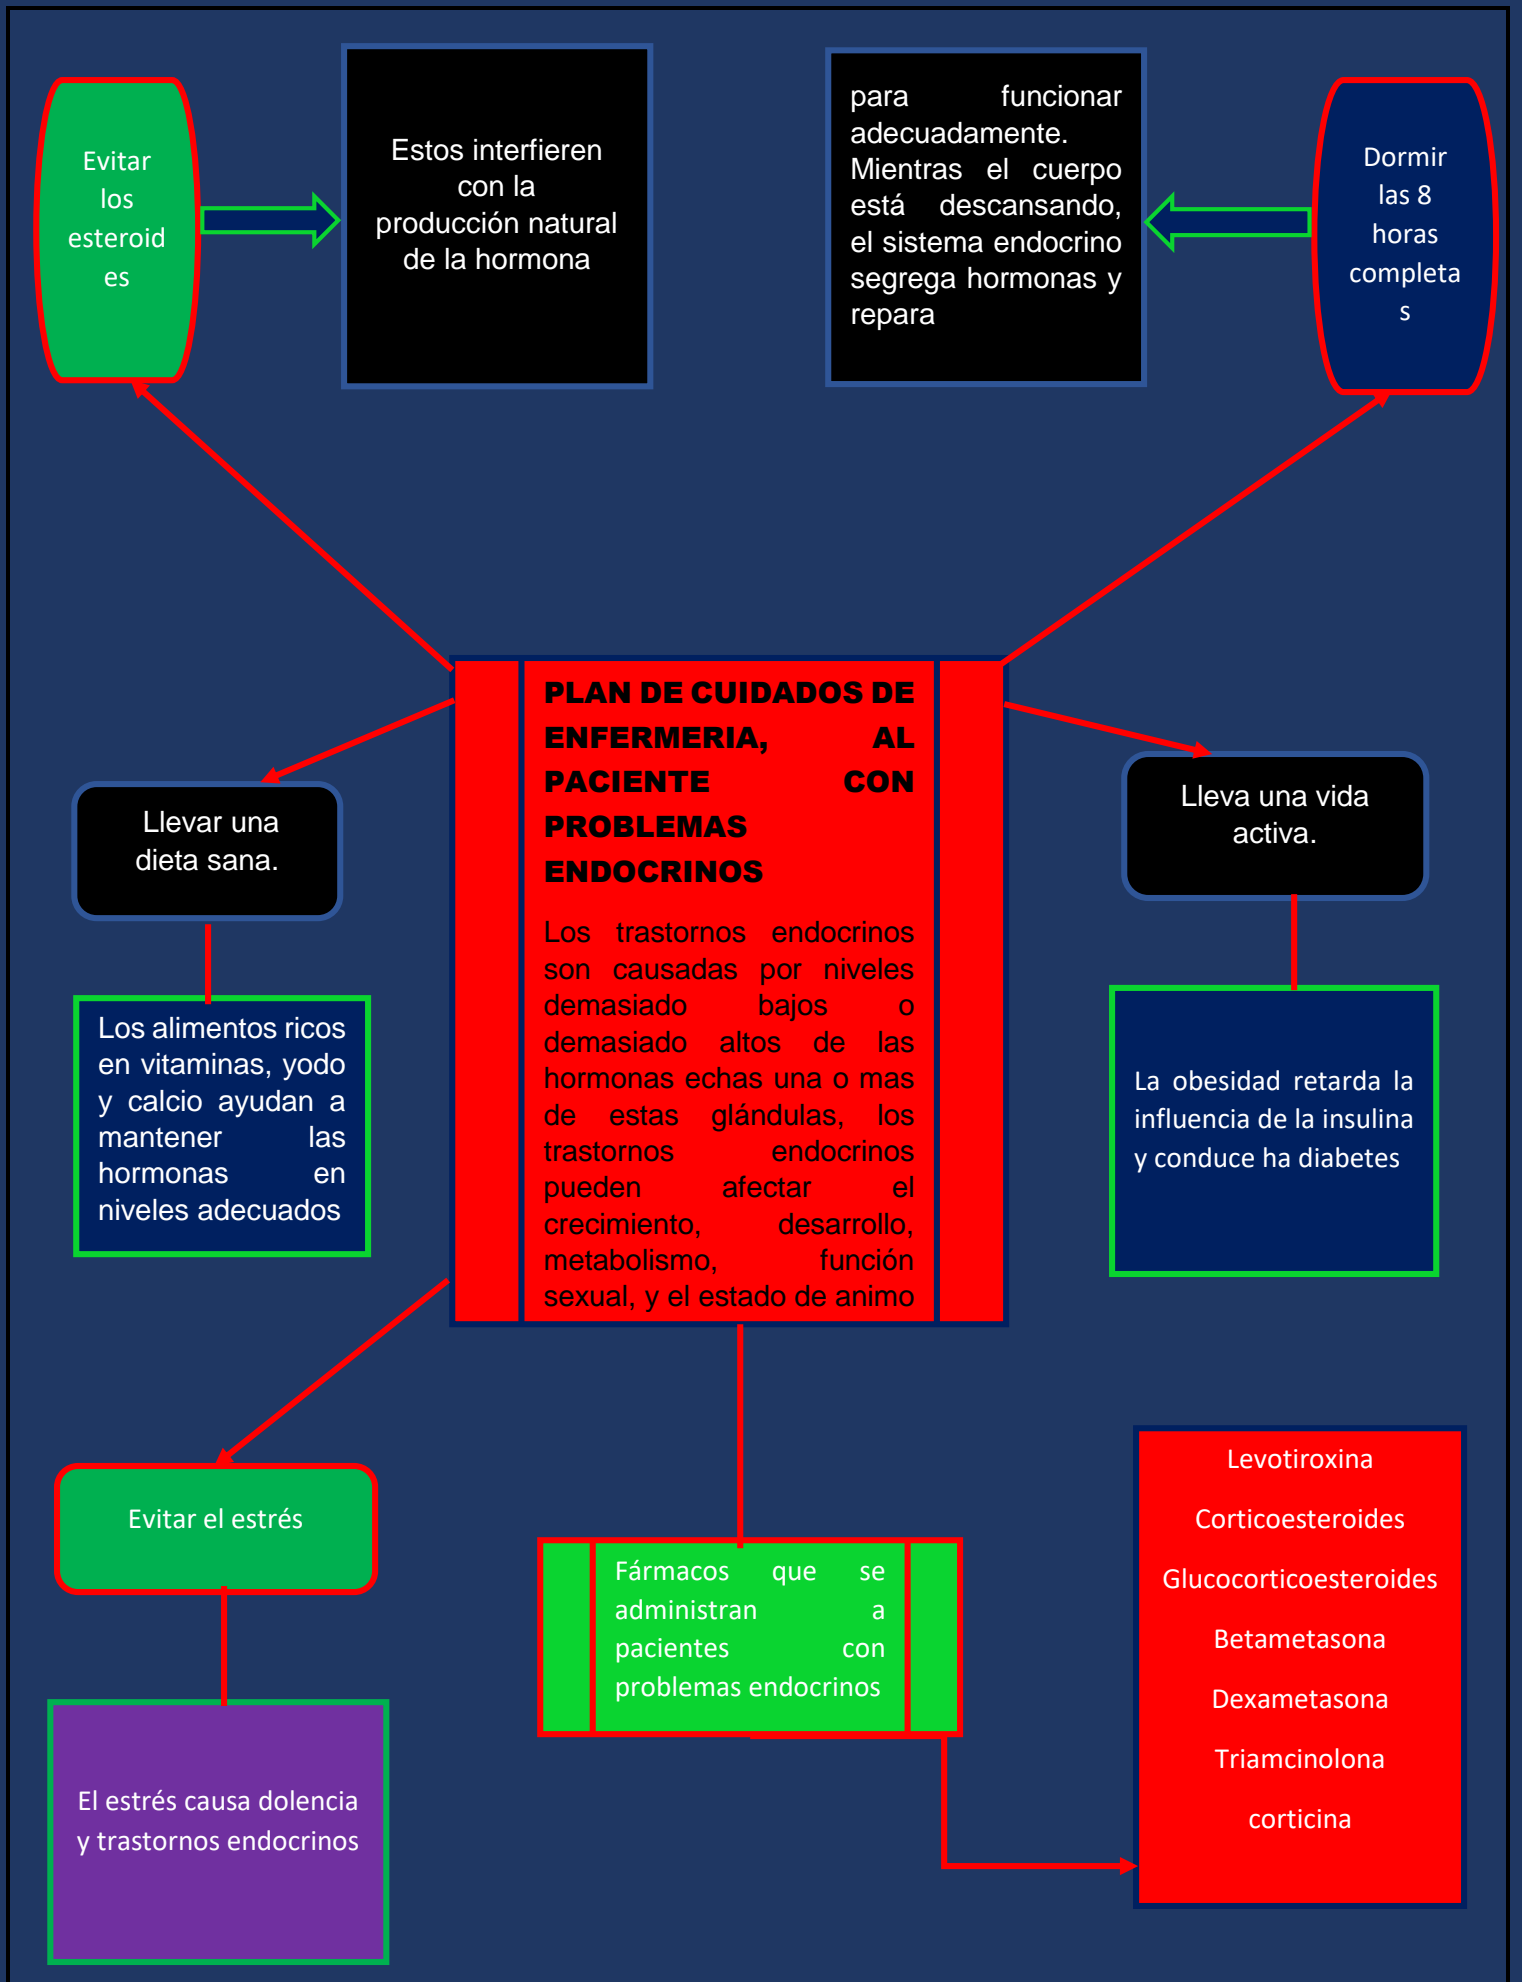 Evitar
los
esteroid
es
Estos interfieren
con la
producción natural
de la hormona
para funcionar
adecuadamente.
Mientras el cuerpo
está descansando,
el sistema endocrino
segrega hormonas y
repara
Dormir
las 8
horas
completa
s
PLAN DE CUIDADOS DE
ENFERMERIA, AL
PACIENTE CON
PROBLEMAS
ENDOCRINOS
Los trastornos endocrinos
son causadas por niveles
demasiado bajos o
demasiado altos de las
hormonas echas una o mas
de estas glándulas, los
trastornos endocrinos
pueden afectar el
crecimiento, desarrollo,
metabolismo, función
sexual, y el estado de animo
Llevar una
dieta sana.
Los alimentos ricos
en vitaminas, yodo
y calcio ayudan a
mantener las
hormonas en
niveles adecuados
Lleva una vida
activa.
La obesidad retarda la
influencia de la insulina
y conduce ha diabetes
Evitar el estrés
El estrés causa dolencia
y trastornos endocrinos
Fármacos que se
administran a
pacientes con
problemas endocrinos
Levotiroxina
Corticoesteroides
Glucocorticoesteroides
Betametasona
Dexametasona
Triamcinolona
corticina